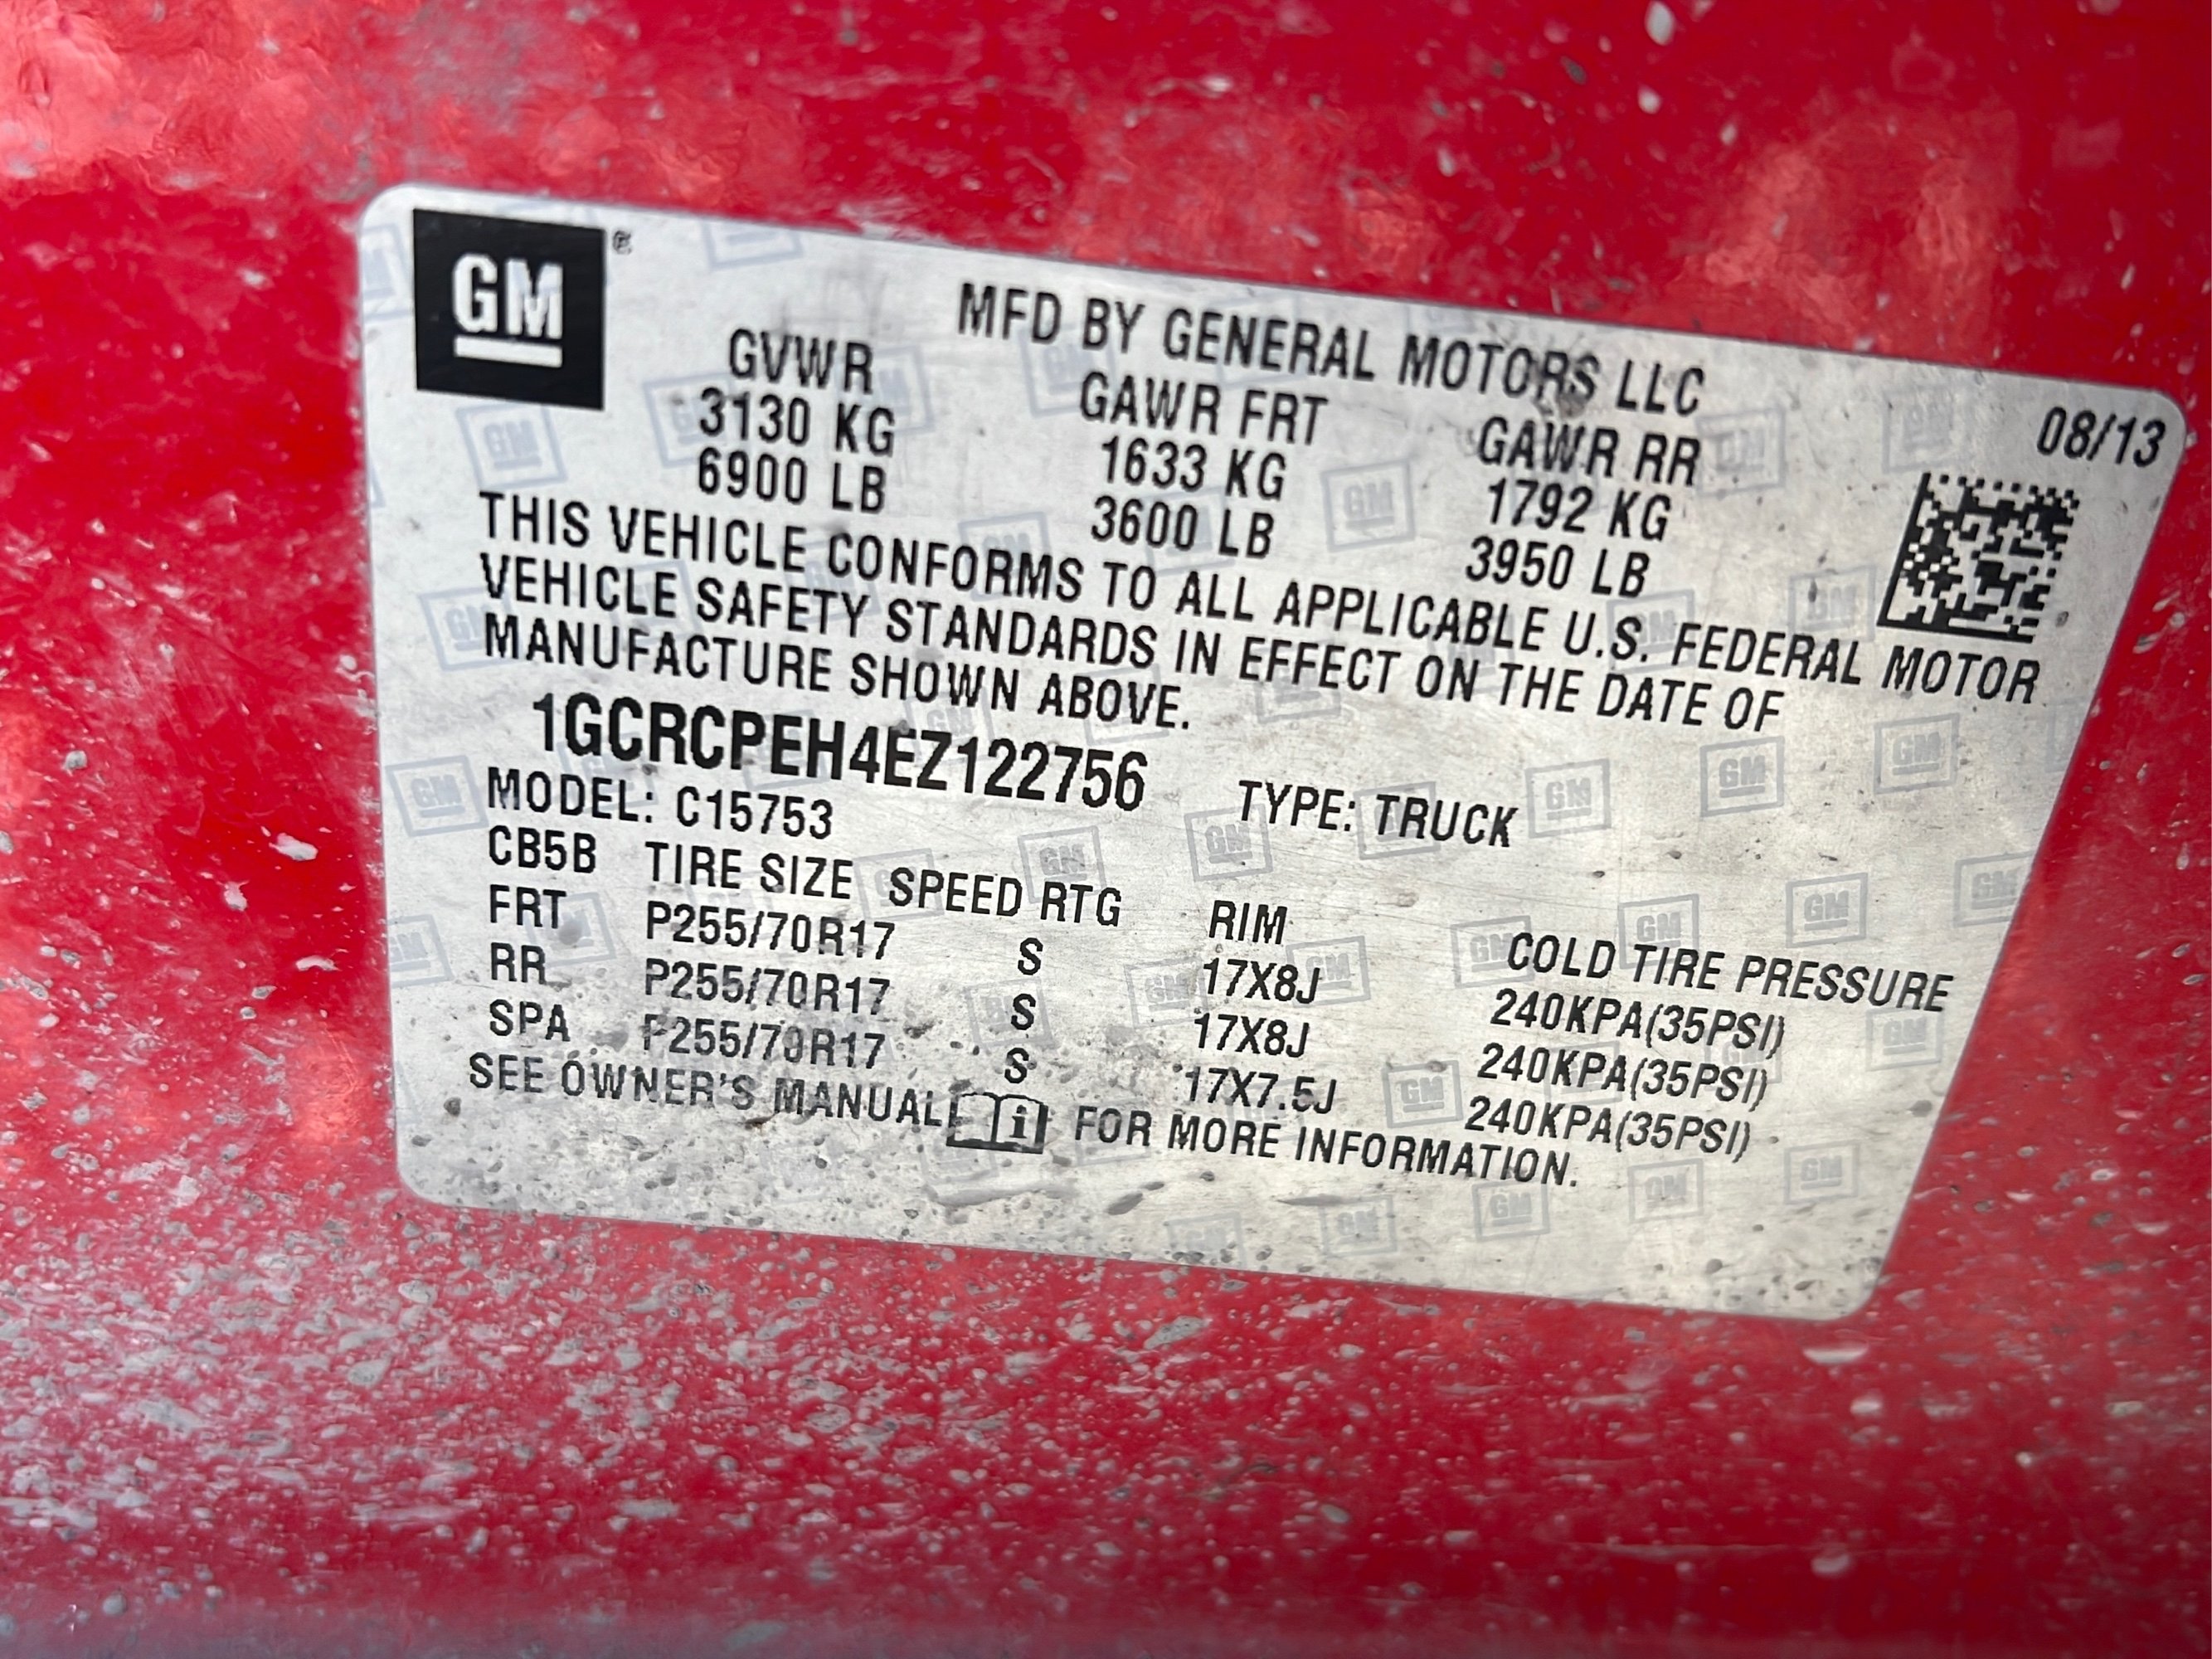 GM®
MFD BY GENERAL MOTORS LLC
08/13
GVWR GAWR FRT GAWR RR
3130 KG 1633 KG 1792 KG
6900 LB 3600 LB 3950 LB
THIS VEHICLE CONFORMS TO ALL APPLICABLE U.S. FEDERAL MOTOR
VEHICLE SAFETY STANDARDS IN EFFECT ON THE DATE OF
MANUFACTURE SHOWN ABOVE.
1GCRCPEH4EZ122756 TYPE: TRUCK
MODEL: C15753
CB5B TIRE SIZE SPEED RTG RIM COLD TIRE PRESSURE
FRT P255/70R17 S 17X8J 240KPA(35PSI)
RR P255/70R17 S 17X8J 240KPA(35PSI)
SPA P255/70R17 S 17X7.5J 240KPA(35PSI)
SEE OWNER'S MANUAL i FOR MORE INFORMATION.